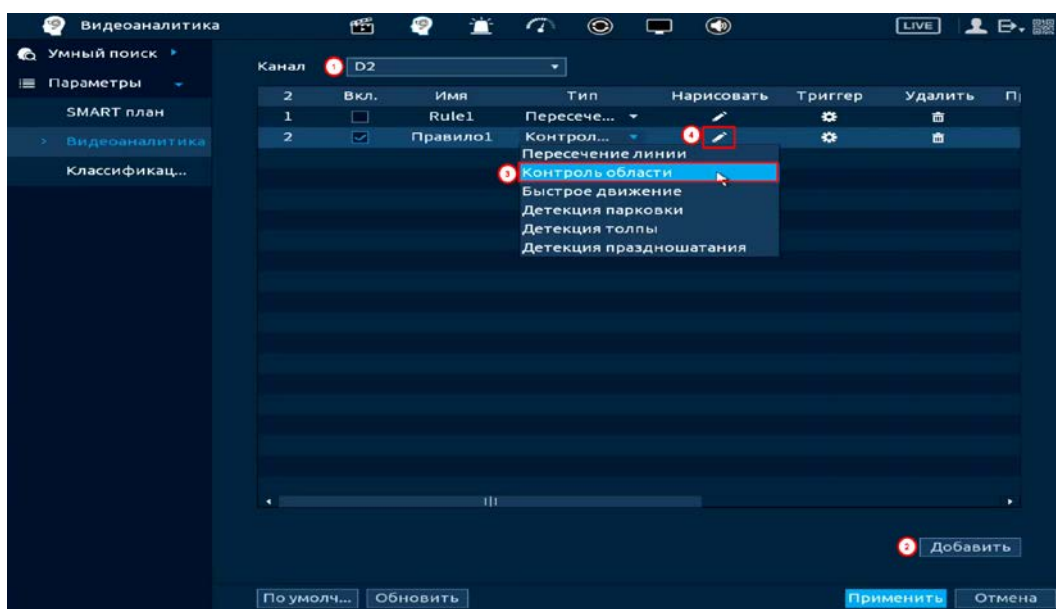 Видеоаналитика
LIVE
Умный поиск
Параметры
SMART план
Видеоаналитика
Классификац...
Канал 1 D2
2 Вкл. Имя Тип Нарисовать Триггер Удалить П
1 Rule1 Пересече...
2 Правило1 Контрол... 4
Пересечение линии
3 Контроль области
Быстрое движение
Детекция парковки
Детекция толпы
Детекция праздношатания
2 Добавить
По умолч... Обновить Применить Отмена